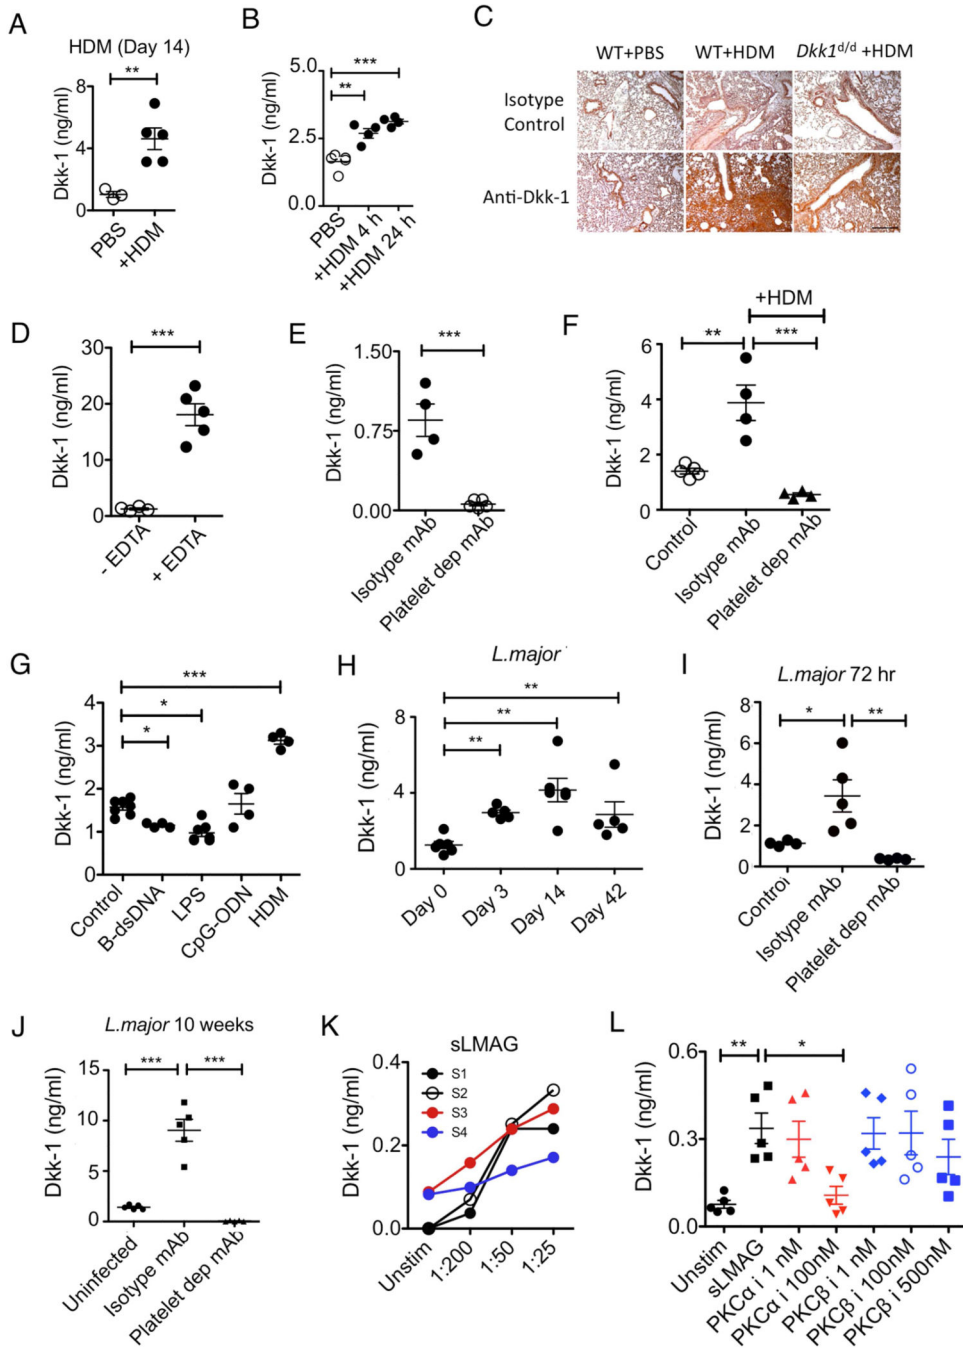 A
HDM (Day 14)
**
Dkk-1 (ng/ml)
8
4
0
PBS
+HDM
B
***
**
Dkk-1 (ng/ml)
5.0
2.5
0.0
PBS
+HDM 4 h
+HDM 24 h
C
WT+PBS WT+HDM Dkk1d/d +HDM
Isotype
Control
Anti-Dkk-1
D
***
Dkk-1 (ng/ml)
30
20
10
0
- EDTA
+ EDTA
E
***
Dkk-1 (ng/ml)
1.50
0.75
0.00
Isotype mAb
Platelet dep mAb
F
+HDM
** ***
Dkk-1 (ng/ml)
6
4
2
0
Control
Isotype mAb
Platelet dep mAb
G
***
*
*
Dkk-1 (ng/ml)
4
3
2
1
0
Control
B-dsDNA
LPS
CpG-ODN
HDM
H
L.major
**
**
**
Dkk-1 (ng/ml)
8
4
0
Day 0
Day 3
Day 14
Day 42
I
L.major 72 hr
* **
Dkk-1 (ng/ml)
8
6
4
2
0
Control
Isotype mAb
Platelet dep mAb
J
L.major 10 weeks
*** ***
Dkk-1 (ng/ml)
15
10
5
0
Uninfected
Isotype mAb
Platelet dep mAb
K
sLMAG
S1
S2
S3
S4
Dkk-1 (ng/ml)
0.4
0.2
0.0
Unstim
1:200
1:50
1:25
L
** *
Dkk-1 (ng/ml)
0.6
0.3
0.0
Unstim
sLMAG
PKCα i 1 nM
PKCα i 100nM
PKCβ i 1 nM
PKCβ i 100nM
PKCβ i 500nM